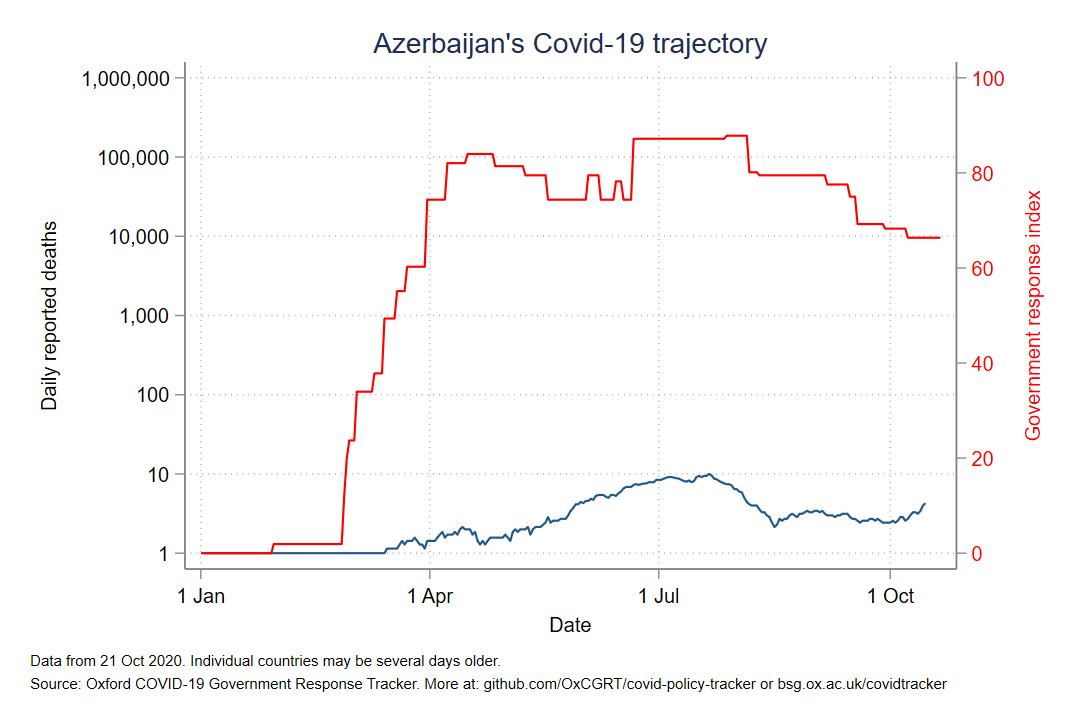 Azerbaijan's Covid-19 trajectory
1,000,000
100,000
10,000
1,000
100
10
1
Daily reported deaths
100
80
60
40
20
0
Government response index
1 Jan
1 Apr
1 Jul
1 Oct
Date
Data from 21 Oct 2020. Individual countries may be several days older.
Source: Oxford COVID-19 Government Response Tracker. More at: github.com/OxCGRT/covid-policy-tracker or bsg.ox.ac.uk/covidtracker